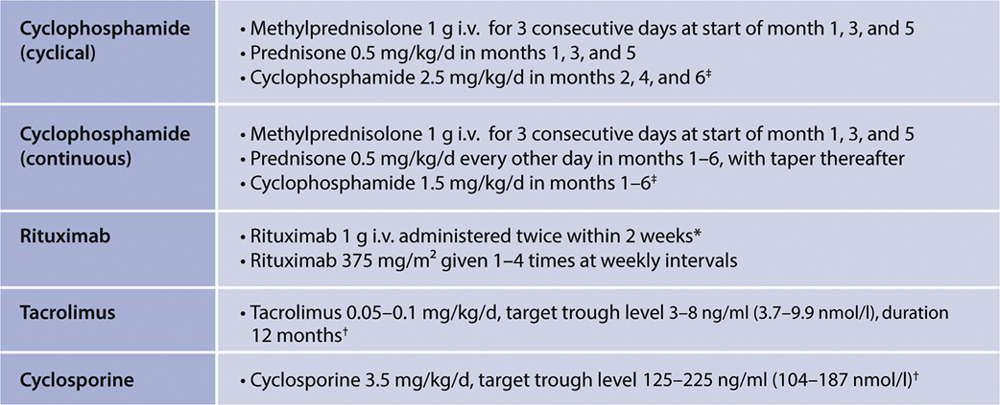 Cyclophosphamide
(cyclical)
• Methylprednisolone 1 g i.v. for 3 consecutive days at start of month 1, 3, and 5
• Prednisone 0.5 mg/kg/d in months 1, 3, and 5
• Cyclophosphamide 2.5 mg/kg/d in months 2, 4, and 6‡
Cyclophosphamide
(continuous)
• Methylprednisolone 1 g i.v. for 3 consecutive days at start of month 1, 3, and 5
• Prednisone 0.5 mg/kg/d every other day in months 1–6, with taper thereafter
• Cyclophosphamide 1.5 mg/kg/d in months 1–6‡
Rituximab
• Rituximab 1 g i.v. administered twice within 2 weeks*
• Rituximab 375 mg/m² given 1–4 times at weekly intervals
Tacrolimus
• Tacrolimus 0.05–0.1 mg/kg/d, target trough level 3–8 ng/ml (3.7–9.9 nmol/l), duration
12 months†
Cyclosporine
• Cyclosporine 3.5 mg/kg/d, target trough level 125–225 ng/ml (104–187 nmol/l)†